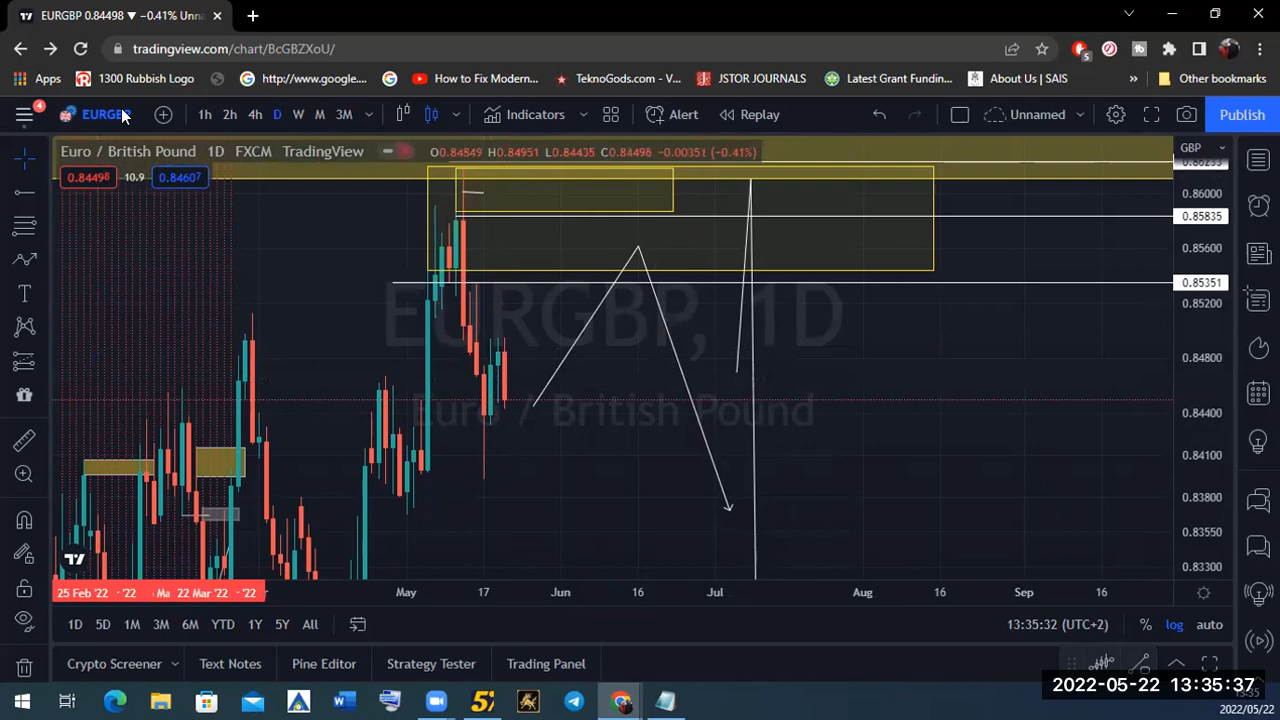 EURGBP 0.84498 ▼ −0.41% Unna
tradingview.com/chart/BcGBZXoU/
5
Apps
1300 Rubbish Logo
http://www.google....
How to Fix Modern...
TeknoGods.com - V...
JSTOR JOURNALS
Latest Grant Fundin...
About Us | SAIS
»
Other bookmarks
4
1h 2h 4h D W M 3M
Indicators
Alert
Replay
Unnamed
Publish
Euro / British Pound 1D FXCM TradingView
O0.84849 H0.84951 L0.84435 C0.84498 −0.00351 (−0.41%)
GBP
0.84498
10.9
0.84607
0.86000
0.85835
0.85600
0.85351
0.85200
0.84800
0.84400
0.84100
0.83800
0.83550
0.83300
EURGBP, 1D
Euro / British Pound
25 Feb '22
22 Mar '22
May
17
Jun
16
Jul
Aug
16
Sep
16
1D 5D 1M 3M 6M YTD 1Y 5Y All
13:35:32 (UTC+2)
%
log
auto
Crypto Screener
Text Notes
Pine Editor
Strategy Tester
Trading Panel
2022-05-22 13:35:37
2022/05/22